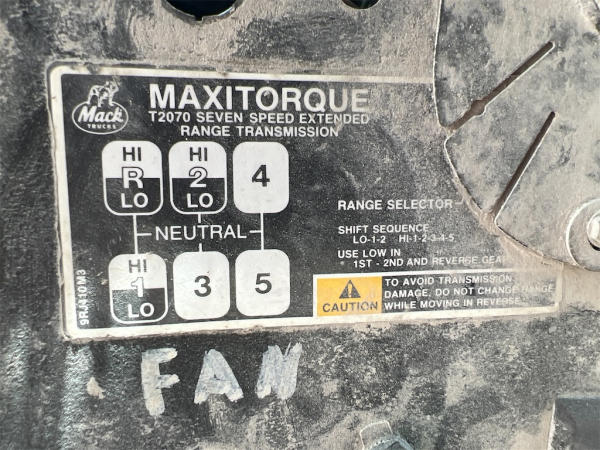 Mack
TRUCKS
MAXITORQUE
T2070 SEVEN SPEED EXTENDED
RANGE TRANSMISSION
HI HI
R 2 4
LO LO
NEUTRAL
HI
1 3 5
LO
RANGE SELECTOR
SHIFT SEQUENCE
LO-1-2 HI-1-2-3-4-5
USE LOW IN
1ST - 2ND AND REVERSE GEAR
CAUTION
TO AVOID TRANSMISSION
DAMAGE, DO NOT CHANGE RANGE
WHILE MOVING IN REVERSE
9RJ410M3
FAN